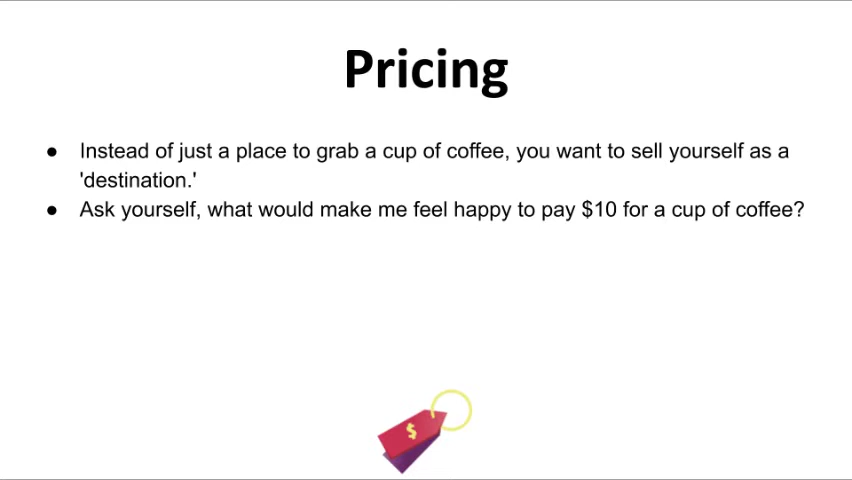 Pricing
● Instead of just a place to grab a cup of coffee, you want to sell yourself as a
'destination.'
● Ask yourself, what would make me feel happy to pay $10 for a cup of coffee?
$